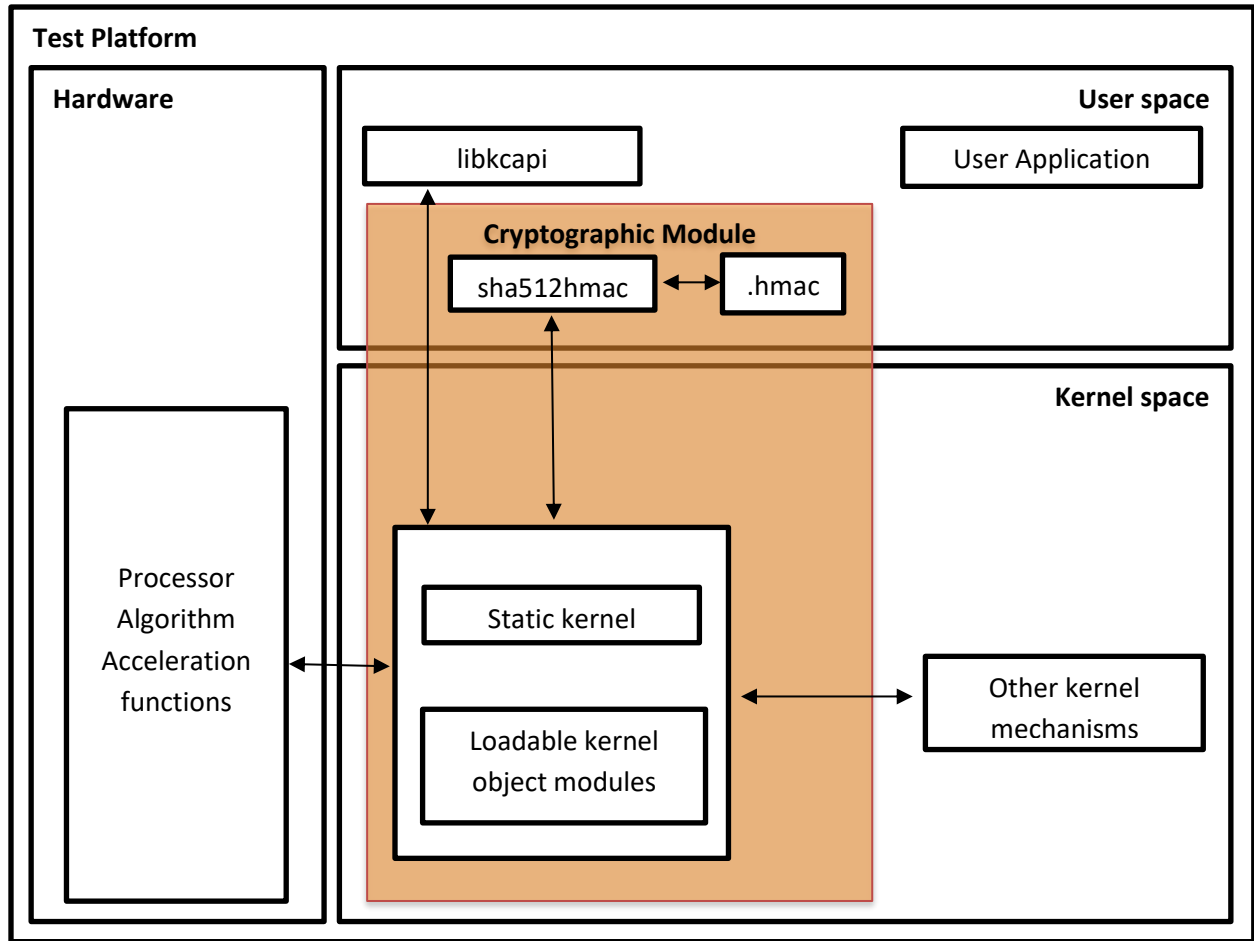 Test Platform
Hardware
User space
libkcapi
User Application
Cryptographic Module
sha512hmac
.hmac
Kernel space
Processor
Algorithm
Acceleration
functions
Static kernel
Loadable kernel
object modules
Other kernel
mechanisms